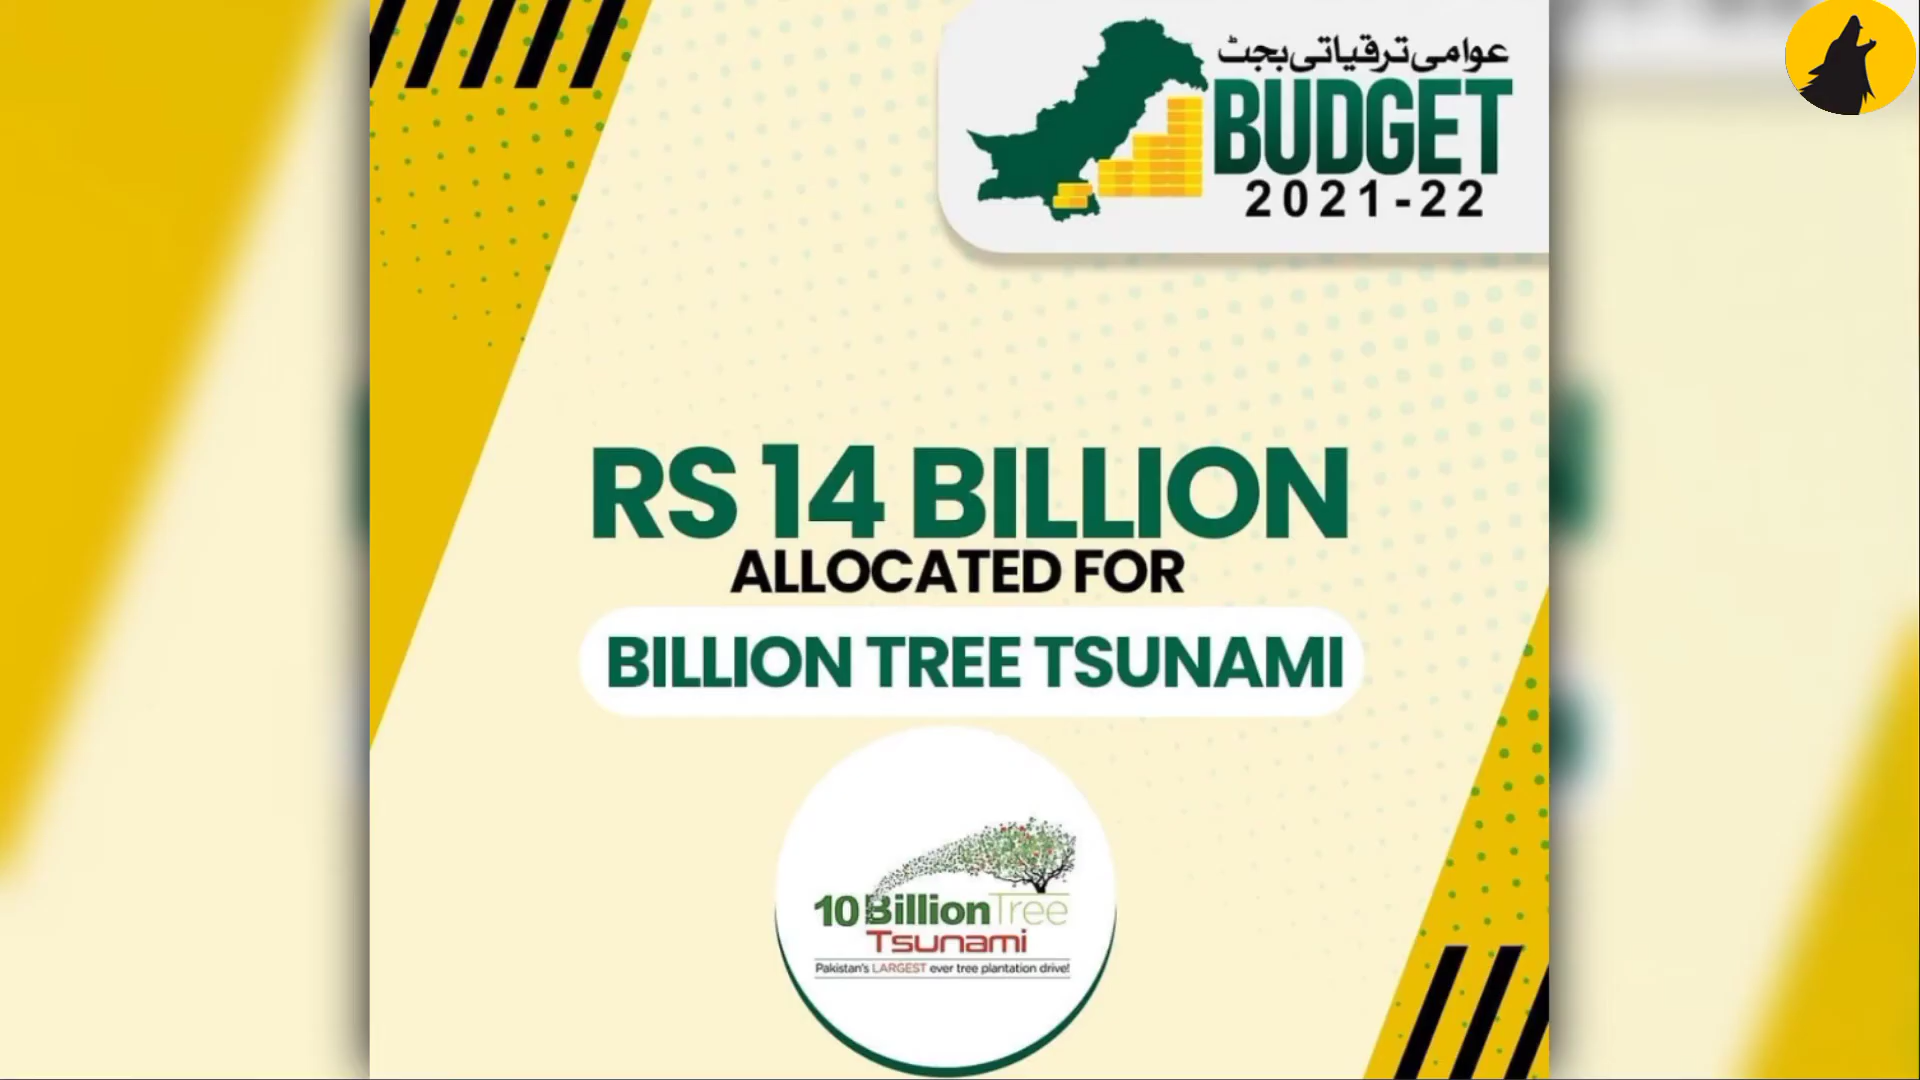 عوامی ترقیاتی بجٹ
BUDGET
2021-22
RS 14 BILLION
ALLOCATED FOR
BILLION TREE TSUNAMI
10 Billion Tree
Tsunami
Pakistan's LARGEST ever tree plantation drive!